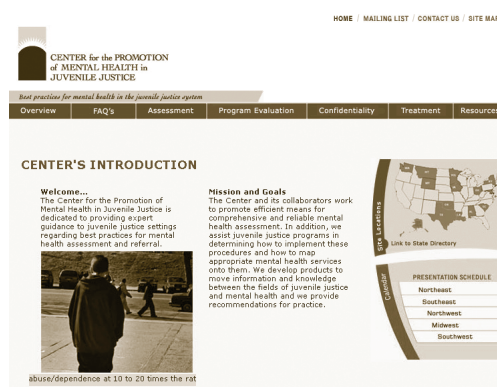 HOME / MAILING LIST / CONTACT US / SITE MAP
CENTER for the PROMOTION
of MENTAL HEALTH in
JUVENILE JUSTICE
Best practices for mental health in the juvenile justice system
Overview FAQ's Assessment Program Evaluation Confidentiality Treatment Resources
CENTER'S INTRODUCTION
Welcome...
The Center for the Promotion of
Mental Health in Juvenile Justice is
dedicated to providing expert
guidance to juvenile justice settings
regarding best practices for mental
health assessment and referral.
abuse/dependence at 10 to 20 times the rat
Mission and Goals
The Center and its collaborators work
to promote efficient means for
comprehensive and reliable mental
health assessment. In addition, we
assist juvenile justice programs in
determining how to implement these
procedures and how to map
appropriate mental health services
onto them. We develop products to
move information and knowledge
between the fields of juvenile justice
and mental health and we provide
recommendations for practice.
Site Locations
Link to State Directory
Calendar
PRESENTATION SCHEDULE
Northeast
Southeast
Northwest
Midwest
Southwest